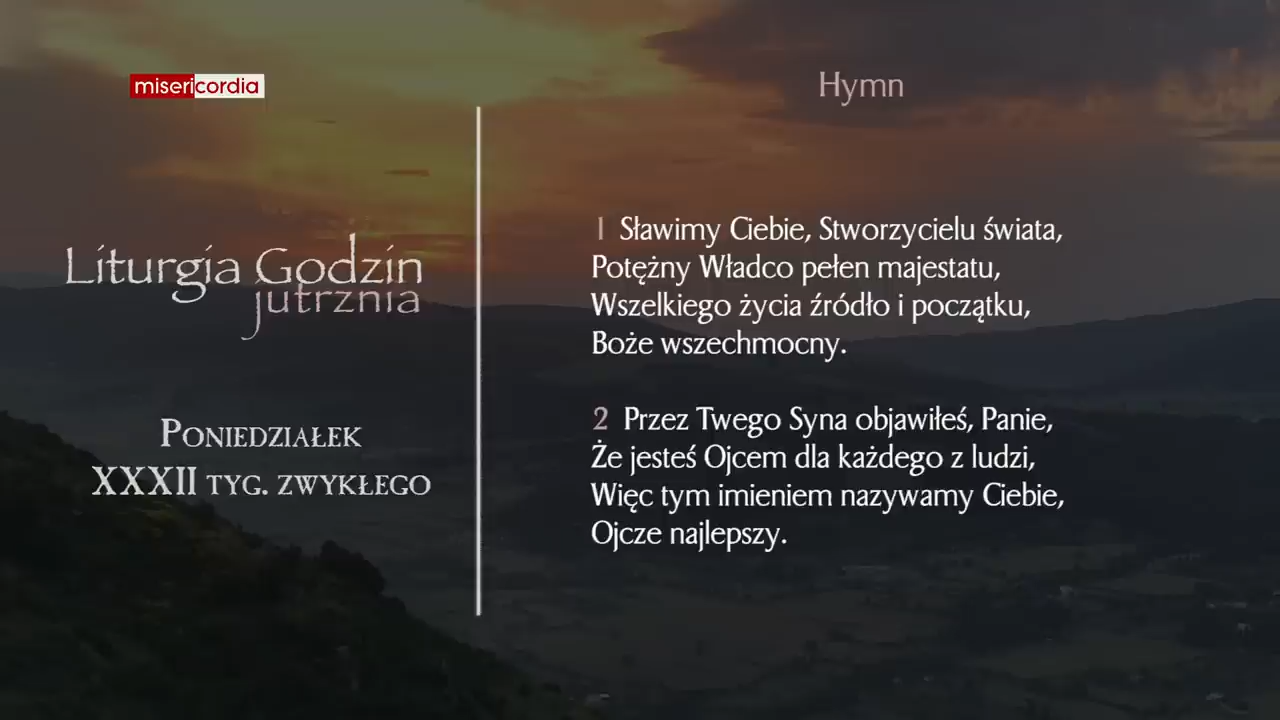 misericordia
Liturgia Godzin
jutrznia
Poniedziałek
XXXII tyg. zwykłego
Hymn
1 Sławimy Ciebie, Stworzycielu świata,
Potężny Władco pełen majestatu,
Wszelkiego życia źródło i początku,
Boże wszechmocny.
2 Przez Twego Syna objawiłeś, Panie,
Że jesteś Ojcem dla każdego z ludzi,
Więc tym imieniem nazywamy Ciebie,
Ojcze najlepszy.